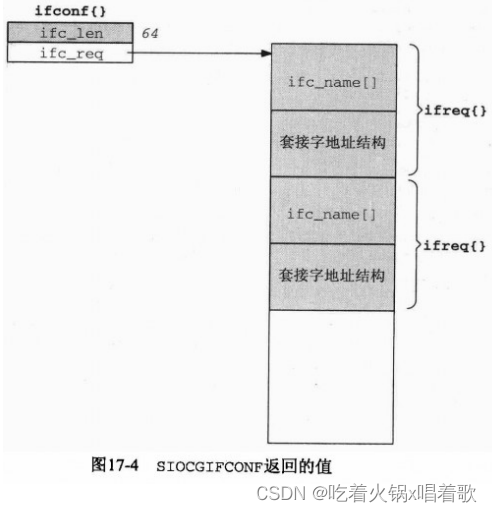 ifconf{}
ifc_len 64
ifc_req
ifc_name[]
ifreq{}
套接字地址结构
ifc_name[]
ifreq{}
套接字地址结构
图17-4 SIOCGIFCONF返回的值
CSDN @吃着火锅x唱着歌